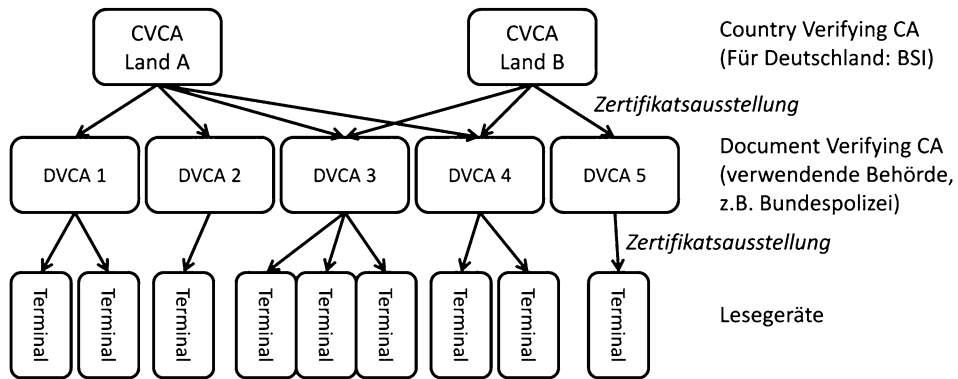 CVCA
Land A
CVCA
Land B
Country Verifying CA
(Für Deutschland: BSI)
Zertifikatsausstellung
DVCA 1
DVCA 2
DVCA 3
DVCA 4
DVCA 5
Document Verifying CA
(verwendende Behörde,
z.B. Bundespolizei)
Zertifikatsausstellung
Terminal
Terminal
Terminal
Terminal
Terminal
Terminal
Terminal
Terminal
Terminal
Lesegeräte